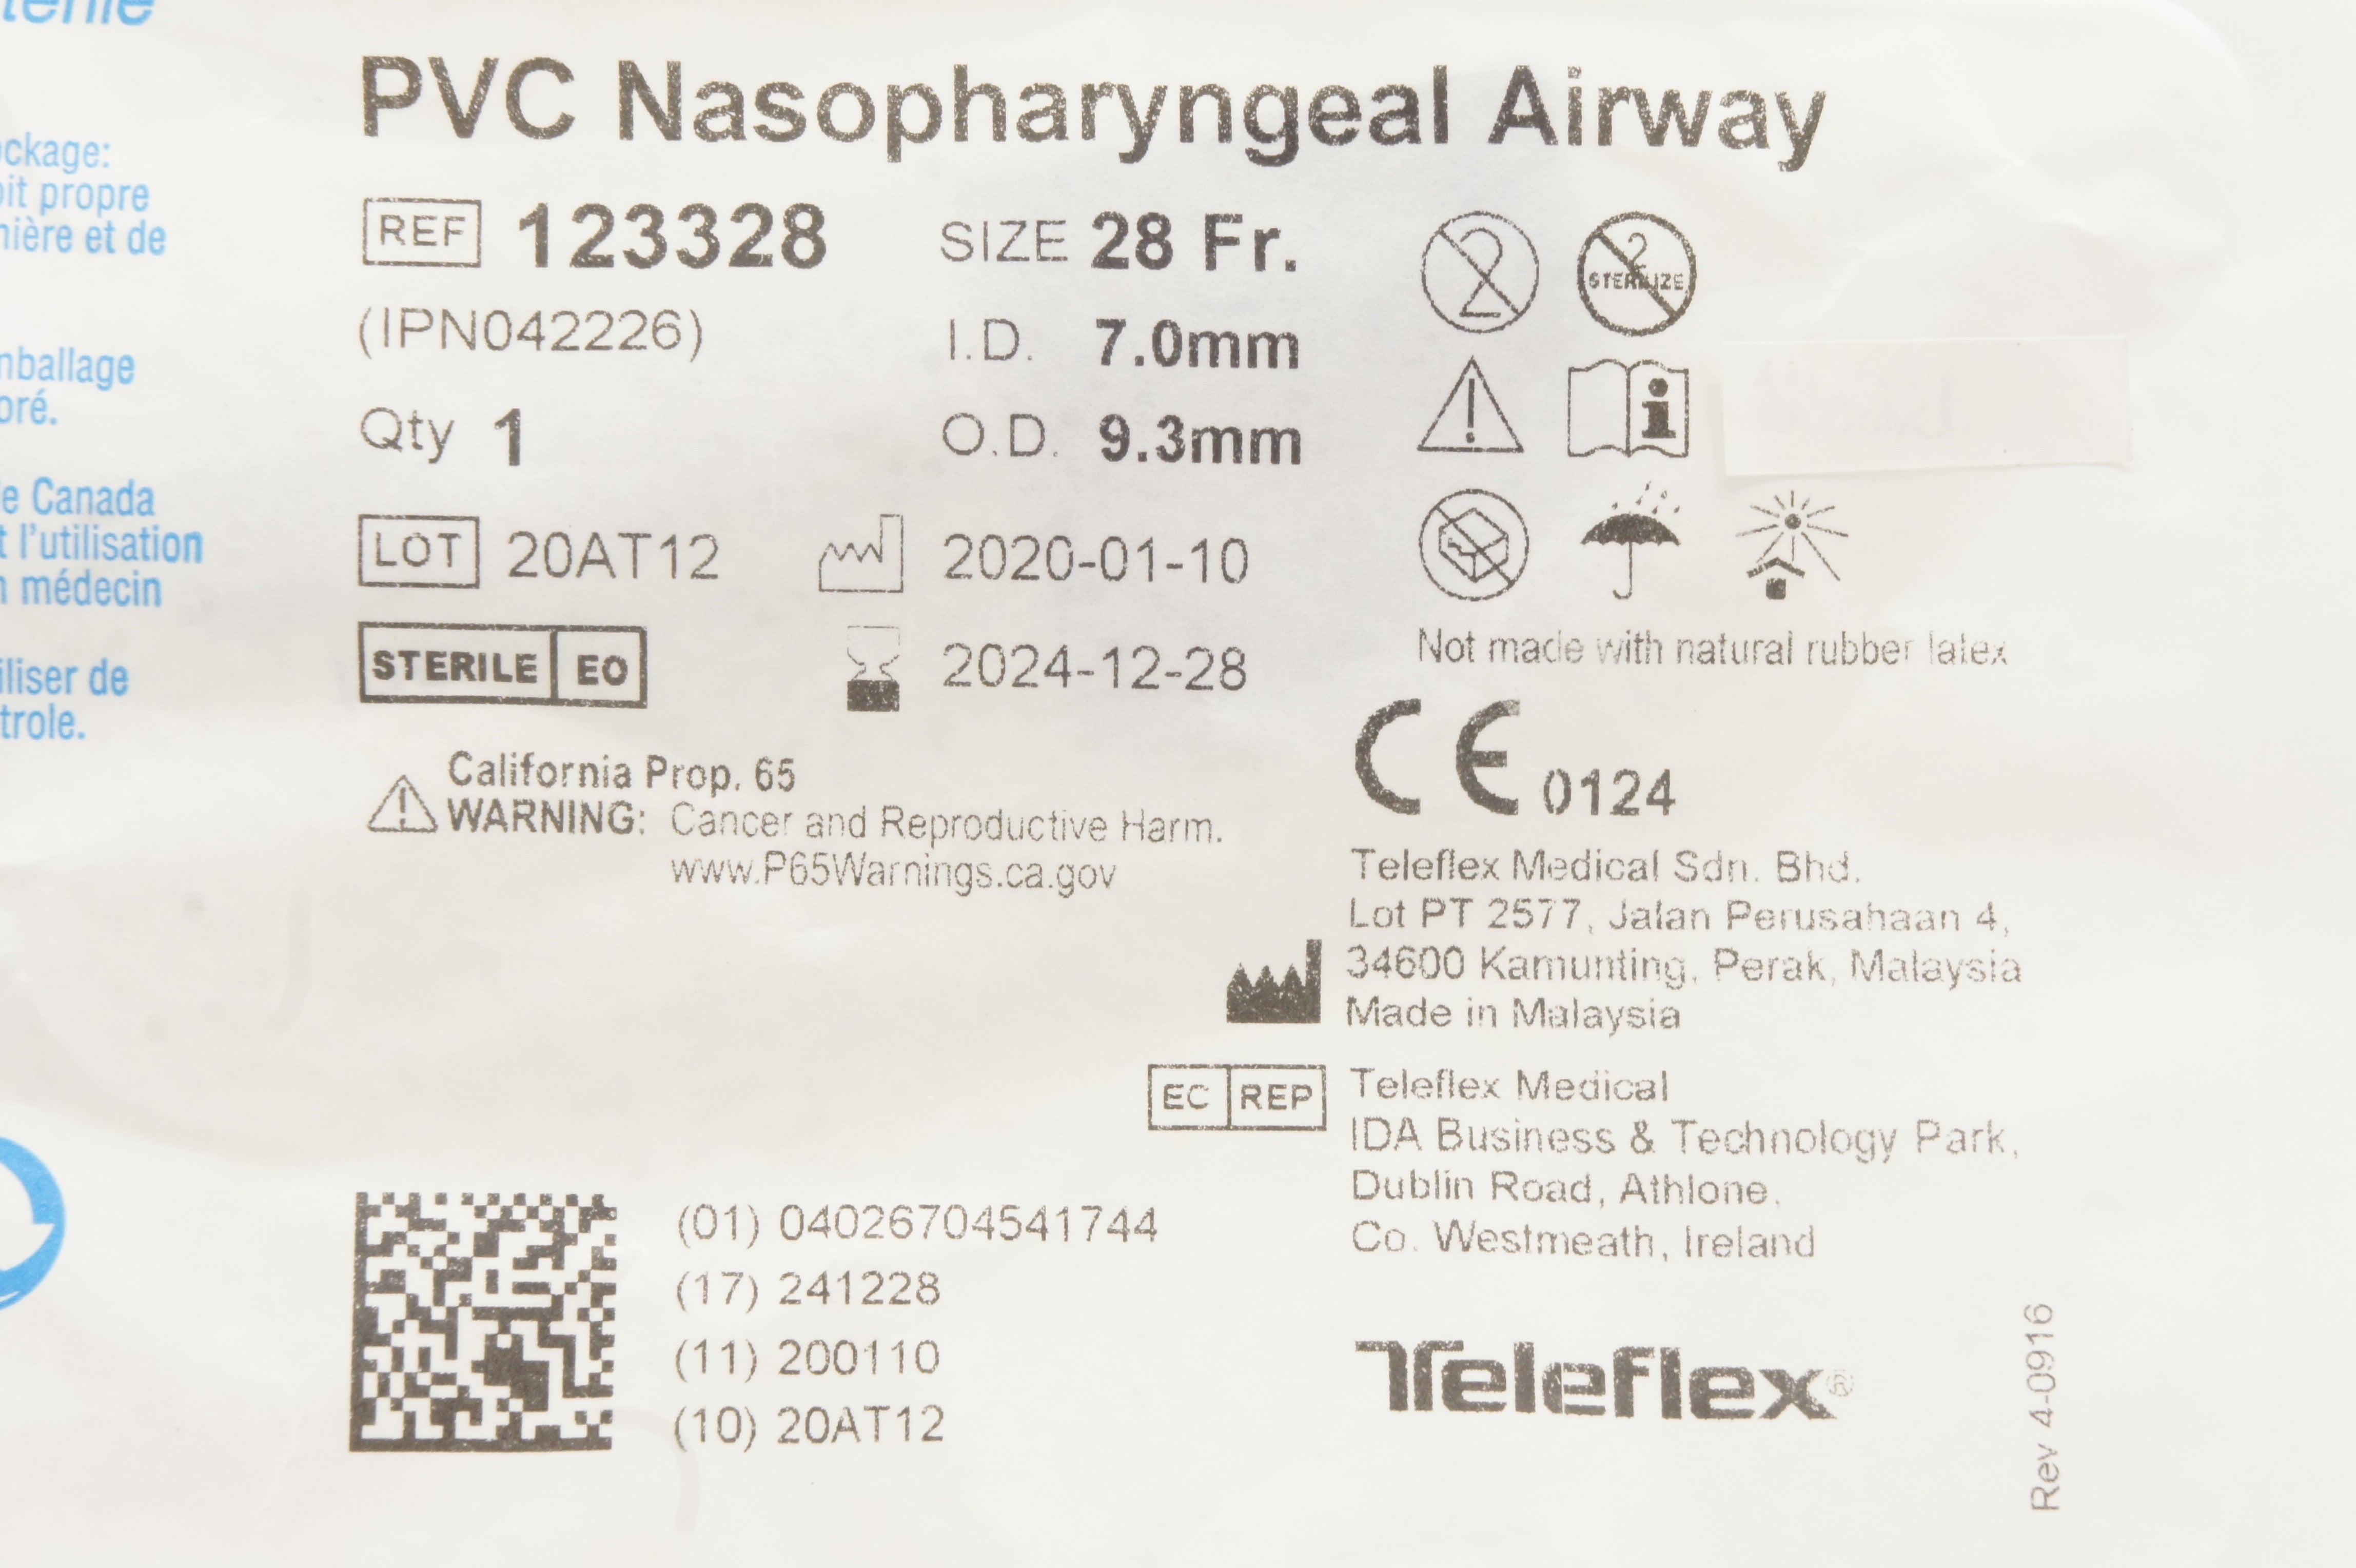 terile
PVC Nasopharyngeal Airway
REF 123328
SIZE 28 Fr.
2
2
STERILIZE
(IPN042226)
I.D. 7.0mm
Qty 1
O.D. 9.3mm
LOT 20AT12
2020-01-10
STERILE EO
2024-12-28
Not made with natural rubber latex
California Prop. 65
WARNING: Cancer and Reproductive Harm.
www.P65Warnings.ca.gov
CE 0124
Teleflex Medical Sdn. Bhd.
Lot PT 2577, Jalan Perusahaan 4,
34600 Kamunting, Perak, Malaysia
Made in Malaysia
EC REP
Teleflex Medical
IDA Business & Technology Park,
Dublin Road, Athlone,
Co. Westmeath, Ireland
(01) 04026704541744
(17) 241228
(11) 200110
(10) 20AT12
Teleflex®
Rev 4-0916
ockage:
oit propre
nière et de
mballage
oré.
e Canada
t l'utilisation
n médecin
iliser de
trole.